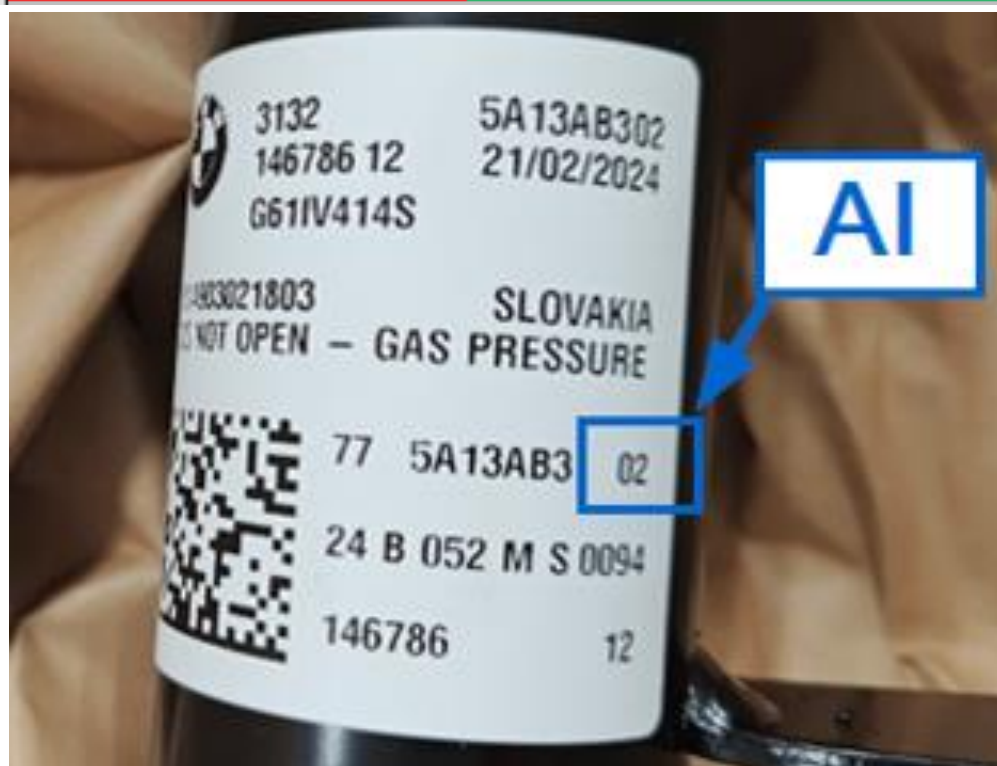 3132 5A13AB302
146786 12 21/02/2024
G61IV414S
AI
SLOVAKIA
NOT OPEN – GAS PRESSURE
77 5A13AB3 02
24 B 052 M S 0094
146786 12